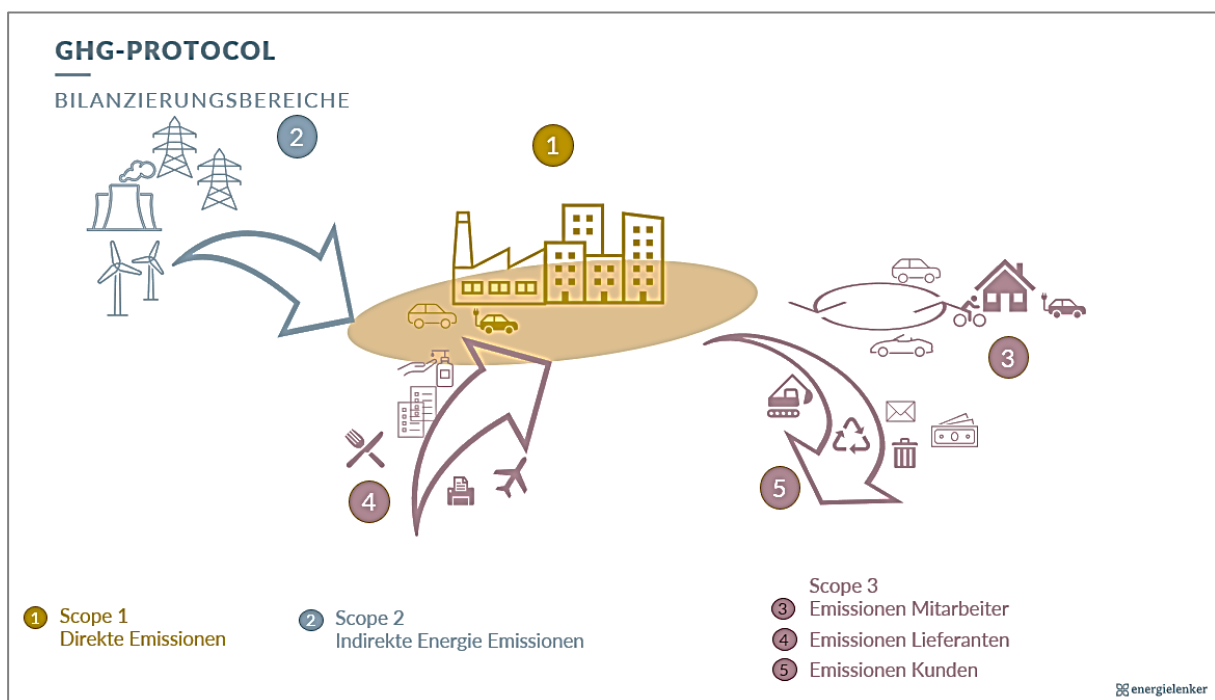 GHG-PROTOCOL
BILANZIERUNGSBEREICHE
2
1
3
4
5
1 Scope 1
Direkte Emissionen
2 Scope 2
Indirekte Energie Emissionen
Scope 3
3 Emissionen Mitarbeiter
4 Emissionen Lieferanten
5 Emissionen Kunden
energielenker